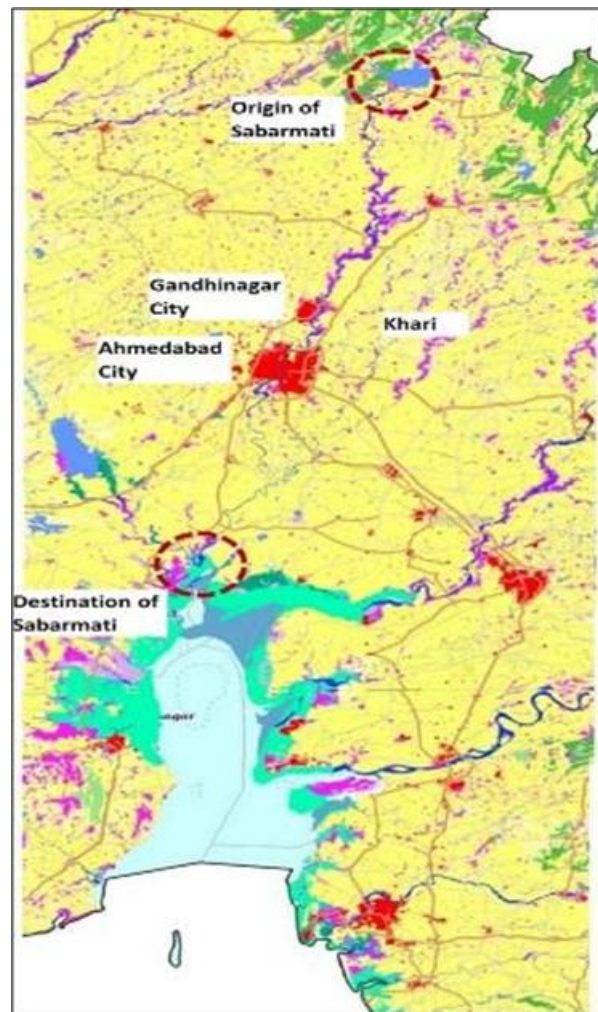 Origin of
Sabarmati
Gandhinagar
City
Khari
Ahmedabad
City
Destination of
Sabarmati